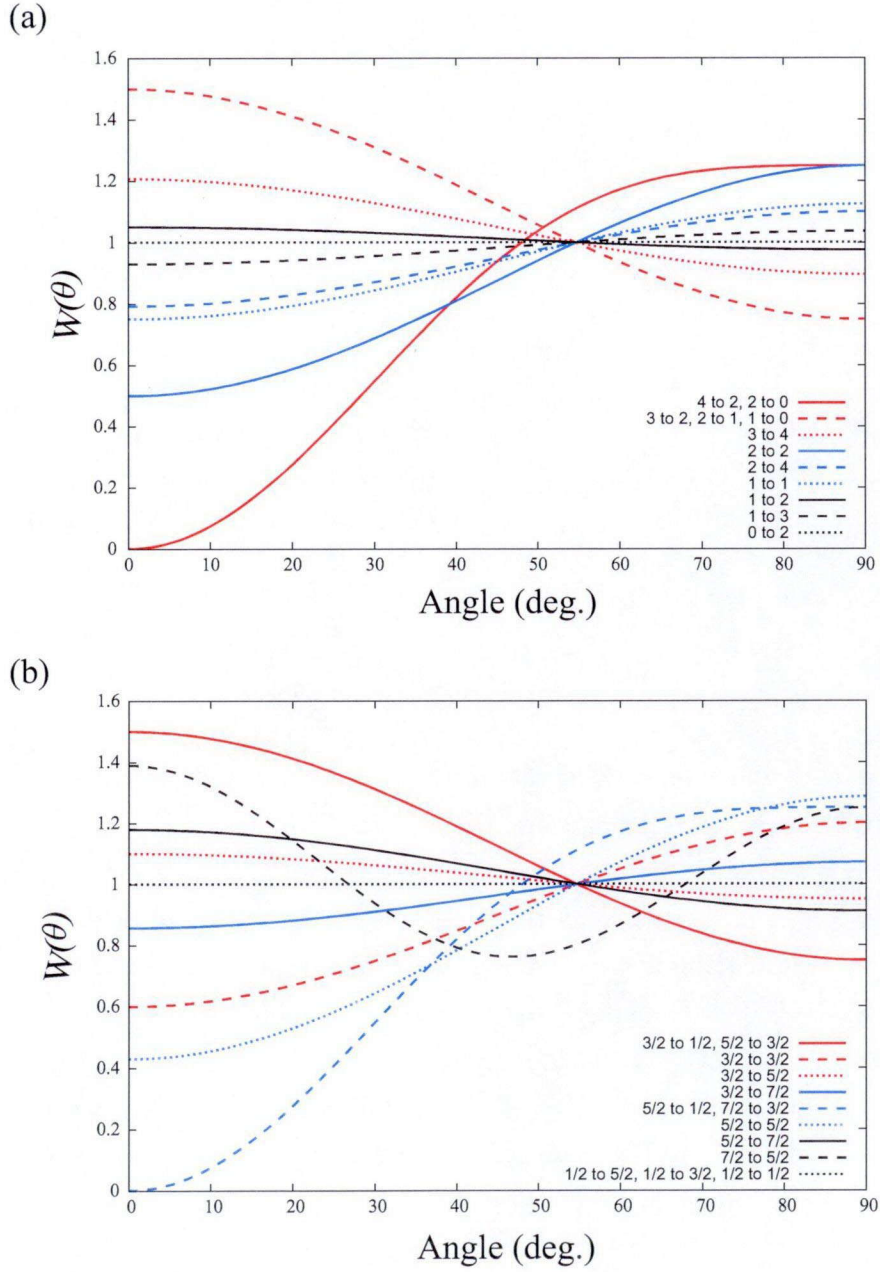 (a)
1.6
1.4
1.2
1
0.8
0.6
0.4
0.2
0
W(θ)
4 to 2, 2 to 0
3 to 2, 2 to 1, 1 to 0
3 to 4
2 to 2
2 to 4
1 to 1
1 to 2
1 to 3
0 to 2
0 10 20 30 40 50 60 70 80 90
Angle (deg.)
(b)
1.6
1.4
1.2
1
0.8
0.6
0.4
0.2
0
W(θ)
3/2 to 1/2, 5/2 to 3/2
3/2 to 3/2
3/2 to 5/2
3/2 to 7/2
5/2 to 1/2, 7/2 to 3/2
5/2 to 5/2
5/2 to 7/2
7/2 to 5/2
1/2 to 5/2, 1/2 to 3/2, 1/2 to 1/2
0 10 20 30 40 50 60 70 80 90
Angle (deg.)